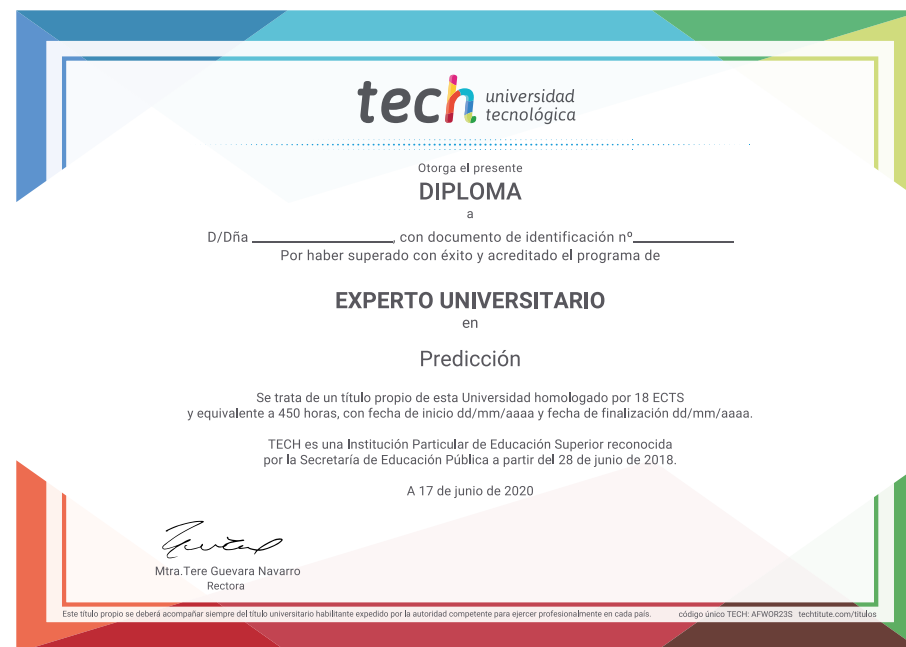 tech universidad
tecnológica
Otorga el presente
DIPLOMA
a
D/Dña ____________________, con documento de identificación nº______________
Por haber superado con éxito y acreditado el programa de
EXPERTO UNIVERSITARIO
en
Predicción
Se trata de un título propio de esta Universidad homologado por 18 ECTS
y equivalente a 450 horas, con fecha de inicio dd/mm/aaaa y fecha de finalización dd/mm/aaaa.
TECH es una Institución Particular de Educación Superior reconocida
por la Secretaría de Educación Pública a partir del 28 de junio de 2018.
A 17 de junio de 2020
Mtra.Tere Guevara Navarro
Rectora
Este título propio se deberá acompañar siempre del título universitario habilitante expedido por la autoridad competente para ejercer profesionalmente en cada país. código único TECH: AFWOR23S techtitute.com/titulos